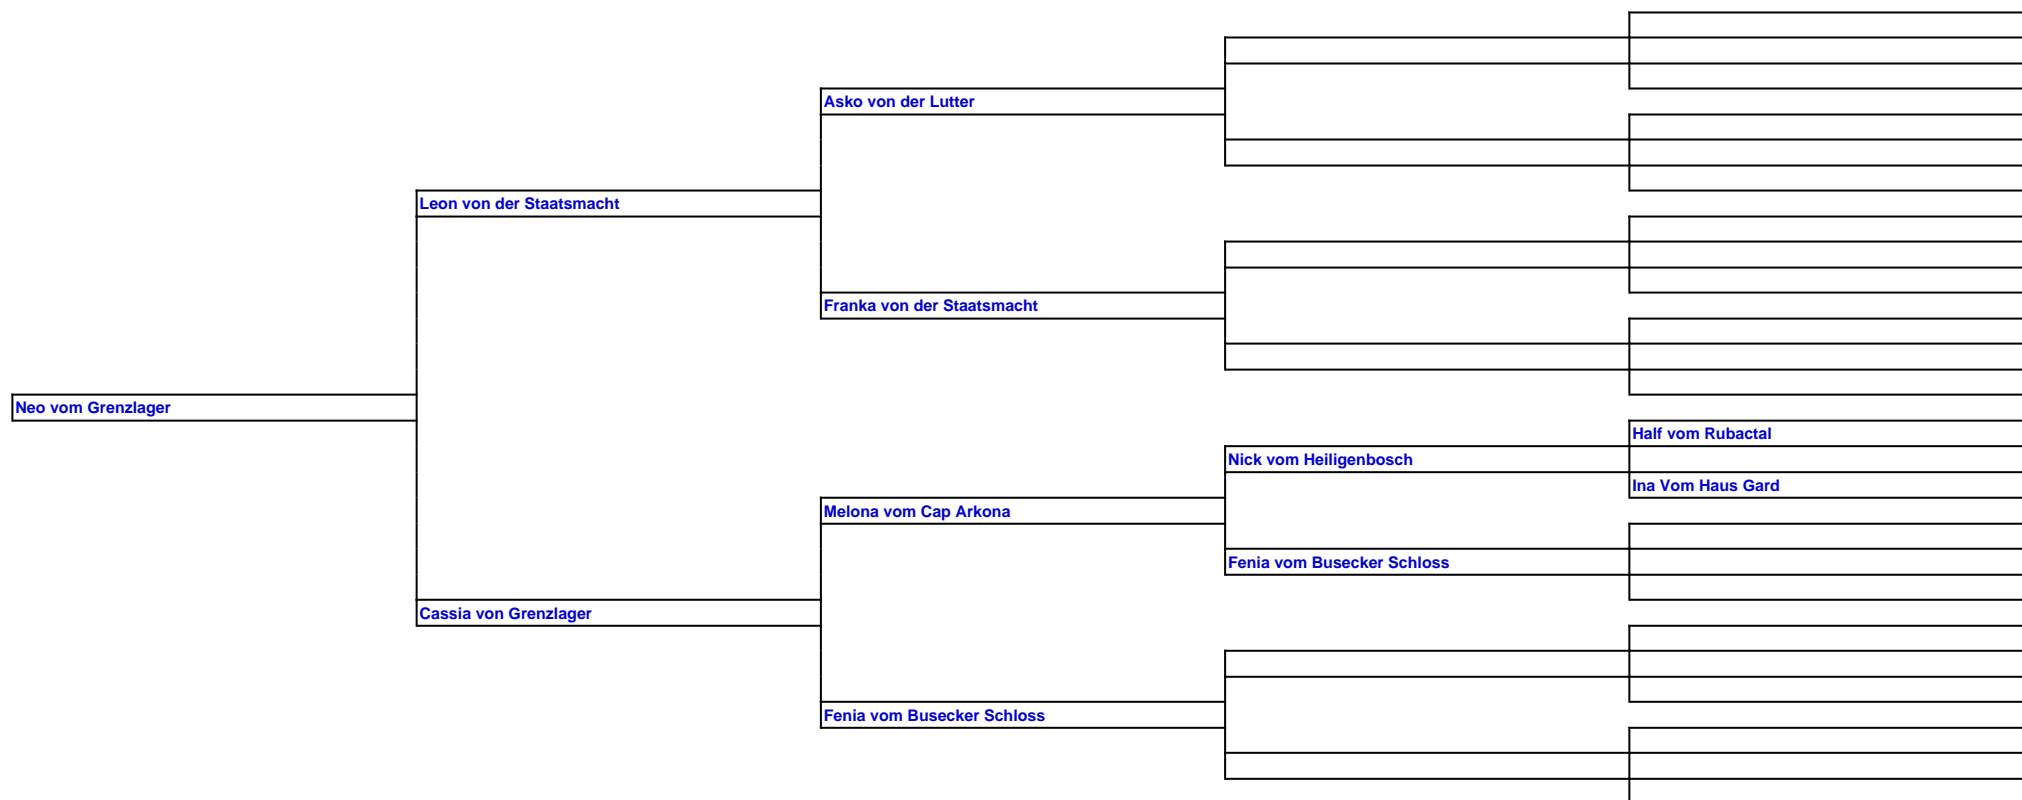 Asko von der Lutter
Leon von der Staatsmacht
Franka von der Staatsmacht
Neo vom Grenzlager
Half vom Rubactal
Nick vom Heiligenbosch
Ina Vom Haus Gard
Melona vom Cap Arkona
Fenia vom Busecker Schloss
Cassia von Grenzlager
Fenia vom Busecker Schloss